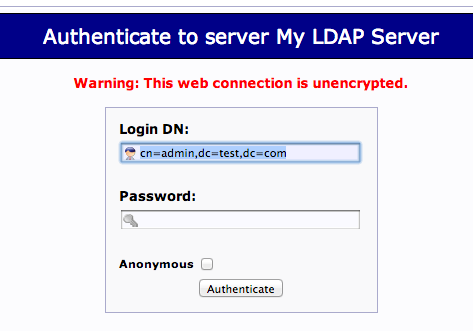 Authenticate to server My LDAP Server
Warning: This web connection is unencrypted.
Login DN:
cn=admin,dc=test,dc=com
Password:
Anonymous
Authenticate